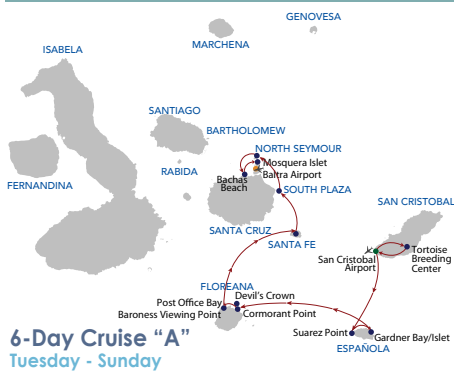 GENOVESA
MARCHENA
ISABELA
SANTIAGO
BARTHOLOMEW
NORTH SEYMOUR
Mosquera Islet
Baltra Airport
RABIDA
Bachas
Beach
FERNANDINA
SOUTH PLAZA
SAN CRISTOBAL
SANTA CRUZ
SANTA FE
San Cristobal
Airport
Tortoise
Breeding
Center
FLOREANA
Devil's Crown
Post Office Bay
Cormorant Point
Baroness Viewing Point
Suarez Point
Gardner Bay/Islet
ESPAÑOLA
6-Day Cruise “A”
Tuesday - Sunday